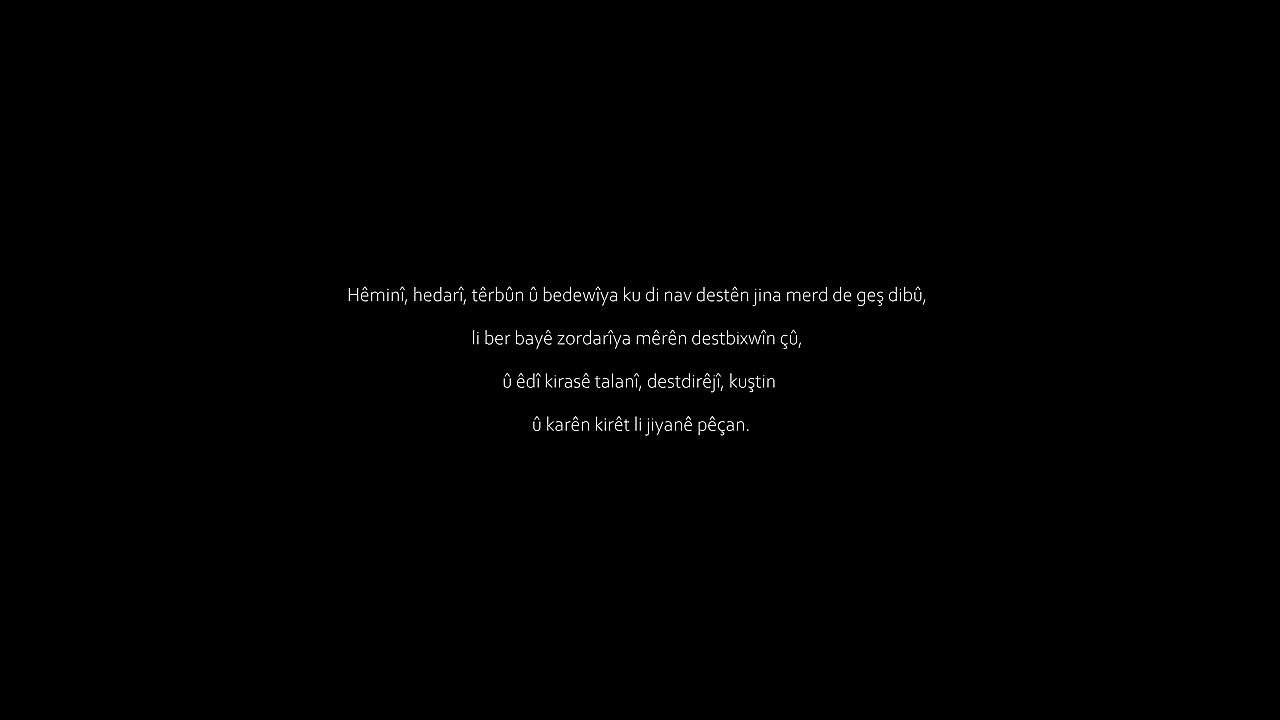 Hêminî, hedarî, têrbûn û bedewîya ku di nav destên jina merd de geş dibû,
li ber bayê zordarîya mêrên destbixwîn çû,
û êdî kirasê talanî, destdirêjî, kuştin
û karên kirêt li jiyanê pêçan.